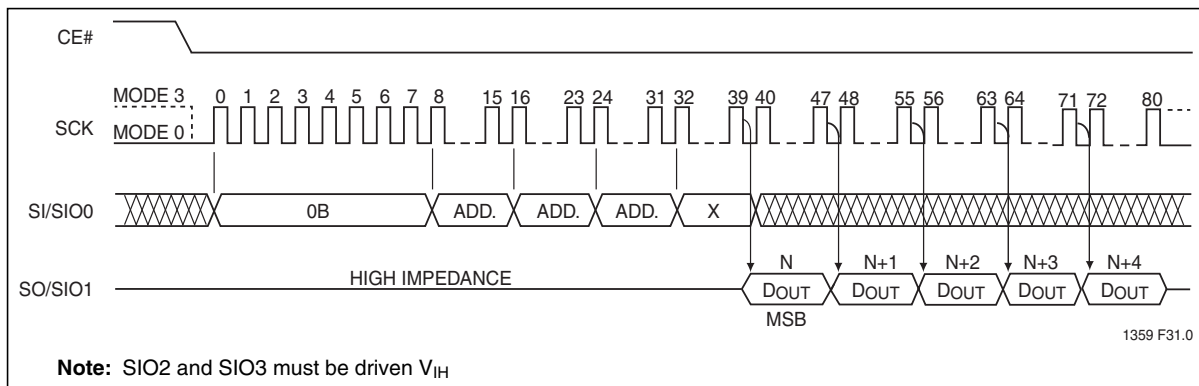 CE#
MODE 3
0 1 2 3 4 5 6 7 8 15 16 23 24 31 32 39 40 47 48 55 56 63 64 71 72 80
SCK
MODE 0
SI/SIO0
0B ADD. ADD. ADD. X
N N+1 N+2 N+3 N+4
HIGH IMPEDANCE
SO/SIO1
DOUT DOUT DOUT DOUT DOUT
MSB
1359 F31.0
Note: SIO2 and SIO3 must be driven VIH